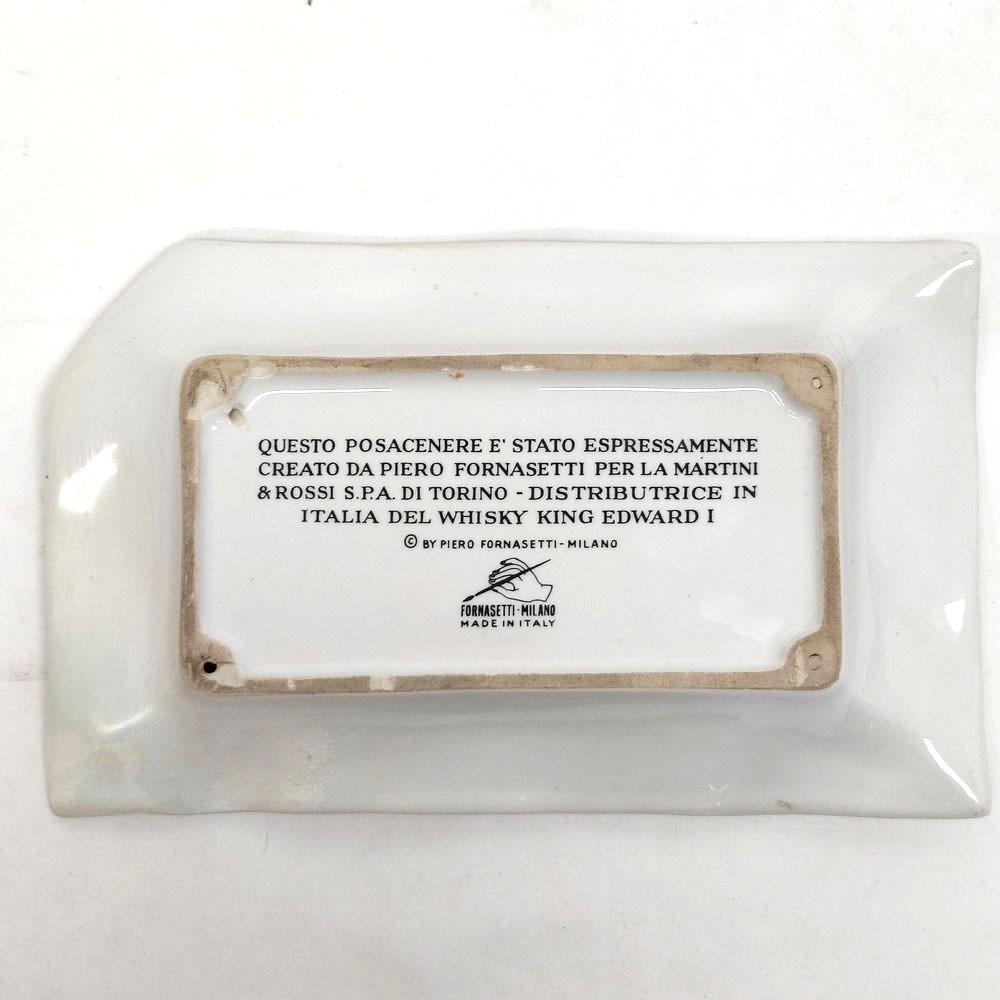 QUESTO POSACENERE E' STATO ESPRESSAMENTE
CREATO DA PIERO FORNASETTI PER LA MARTINI
& ROSSI S.P.A. DI TORINO - DISTRIBUTRICE IN
ITALIA DEL WHISKY KING EDWARD I
© BY PIERO FORNASETTI - MILANO
FORNASETTI - MILANO
MADE IN ITALY